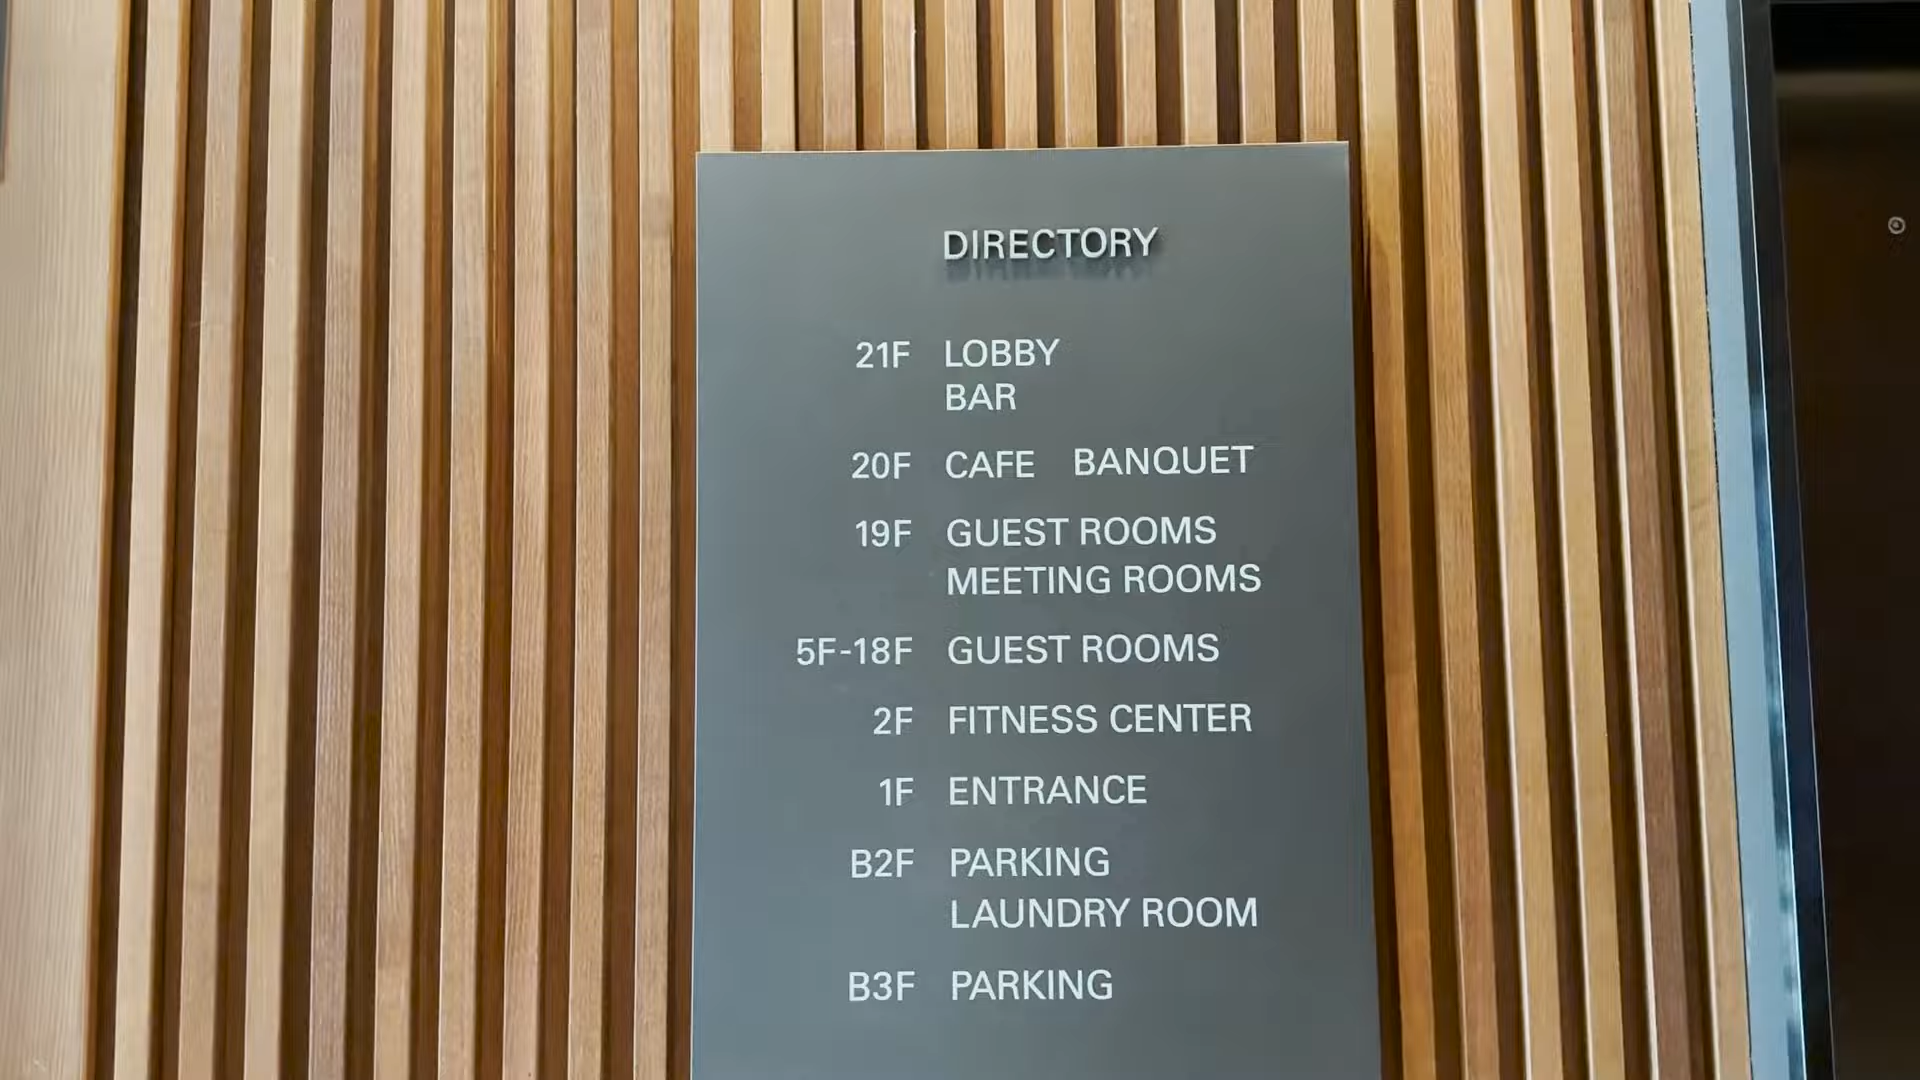 DIRECTORY
21F LOBBY
BAR
20F CAFE BANQUET
19F GUEST ROOMS
MEETING ROOMS
5F-18F GUEST ROOMS
2F FITNESS CENTER
1F ENTRANCE
B2F PARKING
LAUNDRY ROOM
B3F PARKING